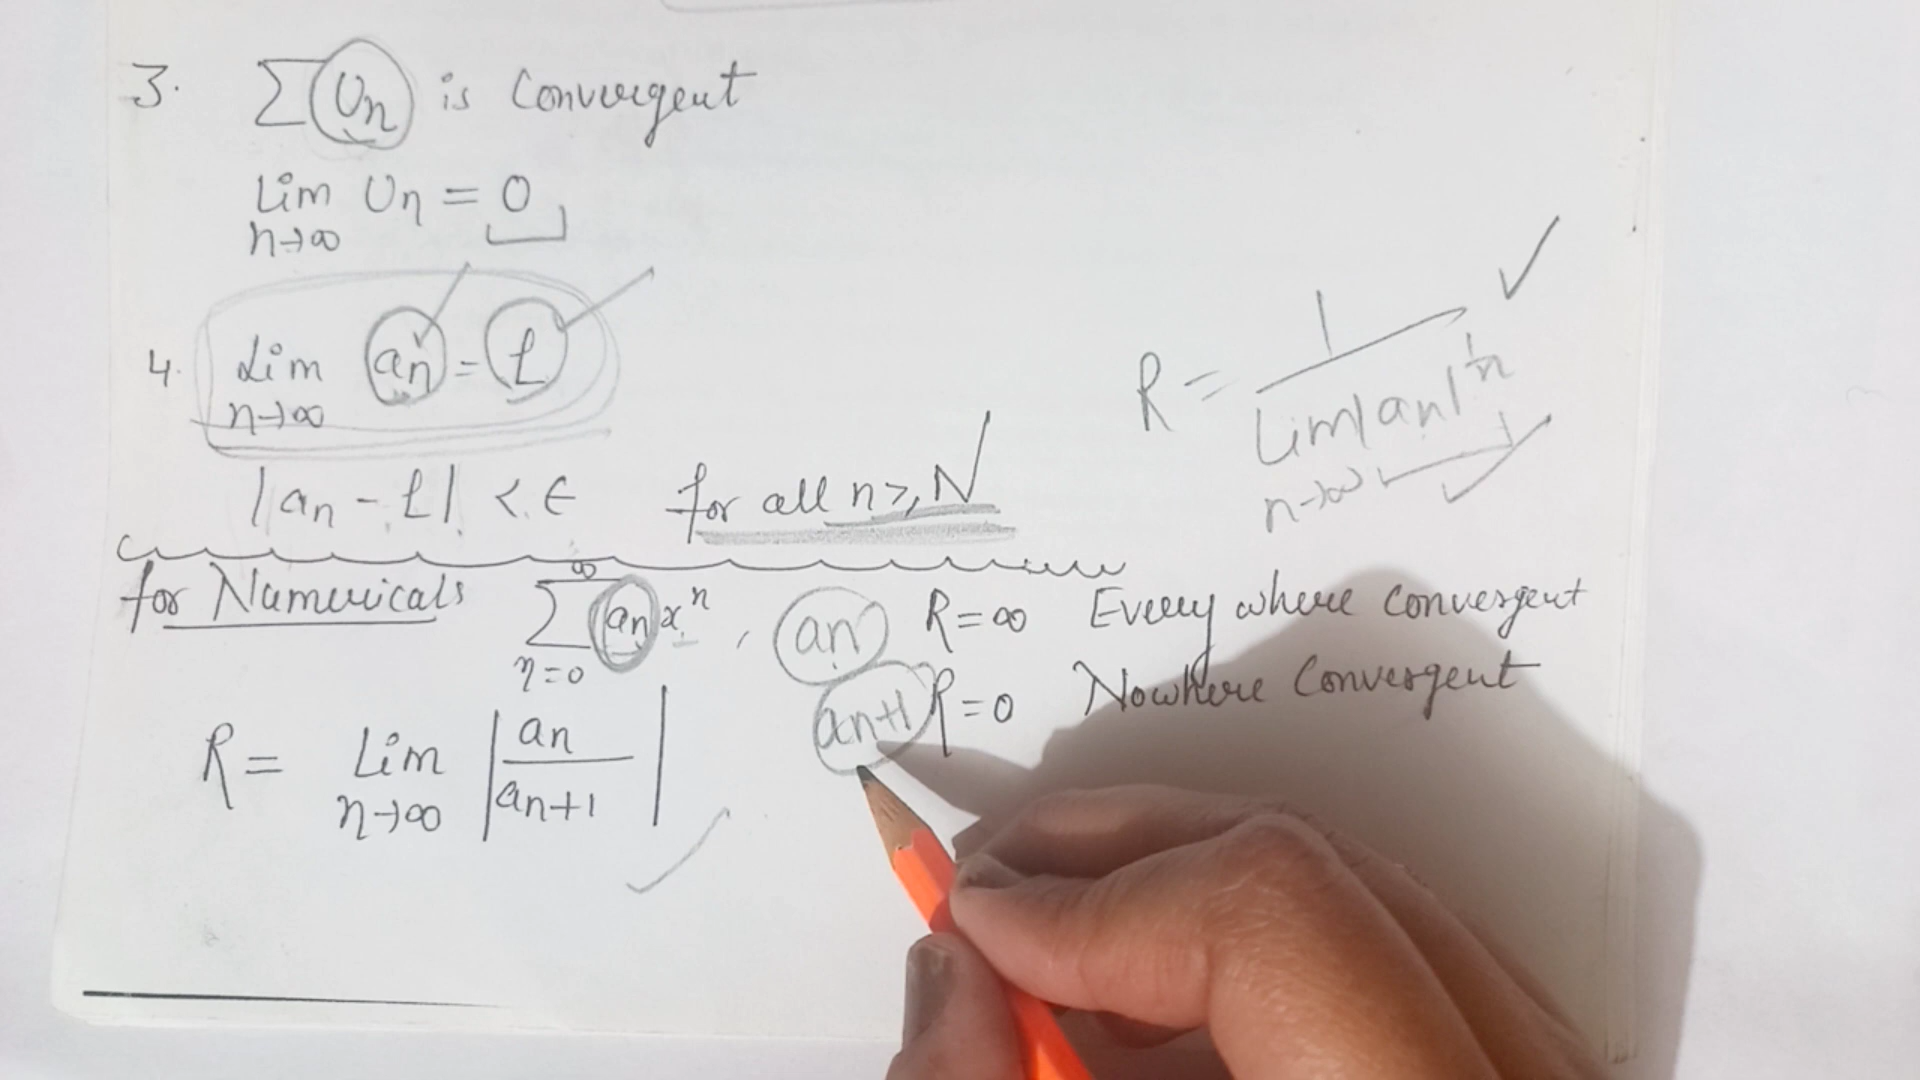 3. ∑ Un is Convergent
Lim Un = 0
n→∞
4. Lim an = l
n→∞
|an - l| < ε for all n ≥ N
R = 1 / Lim |an|^1/n
n→∞
for Numericals ∞ ∑ an x^n , an R=∞ Every where convergent
n=0 an+1 R=0 Nowhere Convergent
R = Lim | an / an+1 |
n→∞